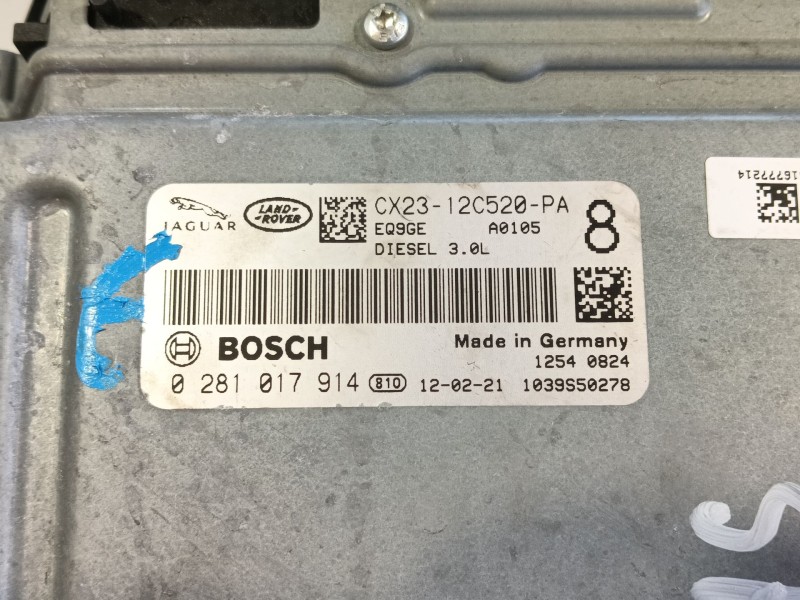 JAGUAR
LAND-
ROVER
CX23-12C520-PA
EQ9GE A0105
DIESEL 3.0L
8
BOSCH
Made in Germany
1254 0824
0 281 017 914 810 12-02-21 1039S50278
16777214